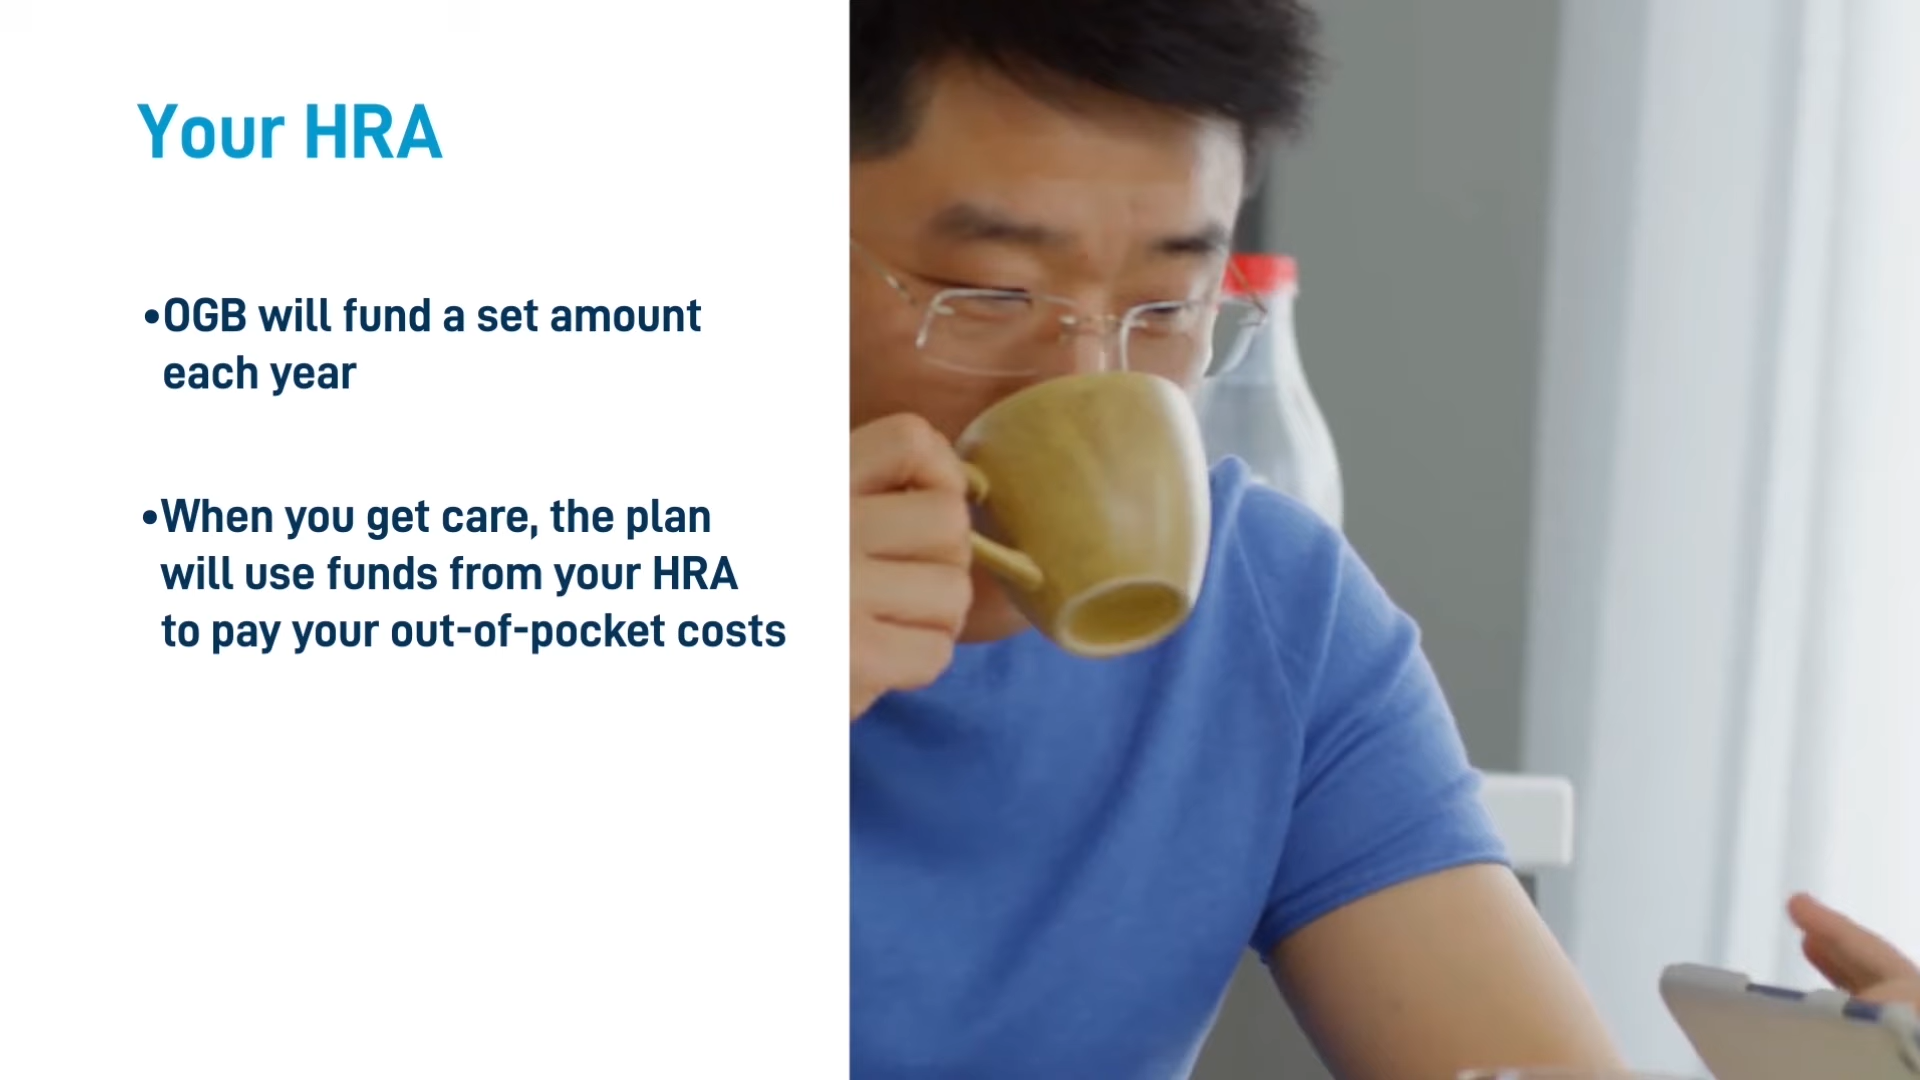 Your HRA
•OGB will fund a set amount
each year
•When you get care, the plan
will use funds from your HRA
to pay your out-of-pocket costs